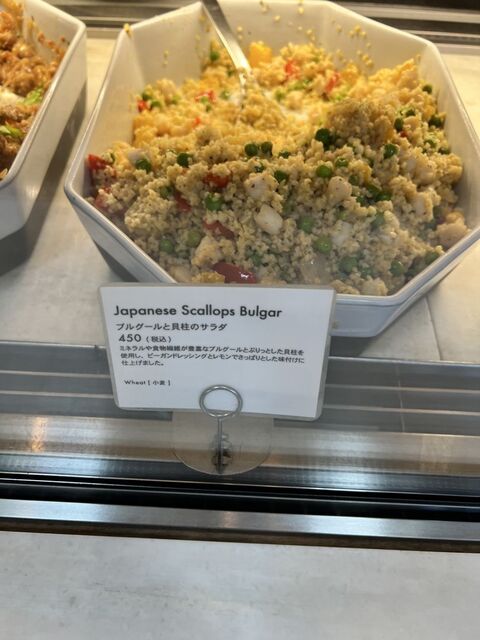 Japanese Scallops Bulgar
ブルグールと貝柱のサラダ
450 (税込)
ミネラルや食物繊維が豊富なブルグールとぷりっとした貝柱を
使用し、ビーガンドレッシングとレモンでさっぱりとした味付けに
仕上げました。
Wheat [ 小麦 ]